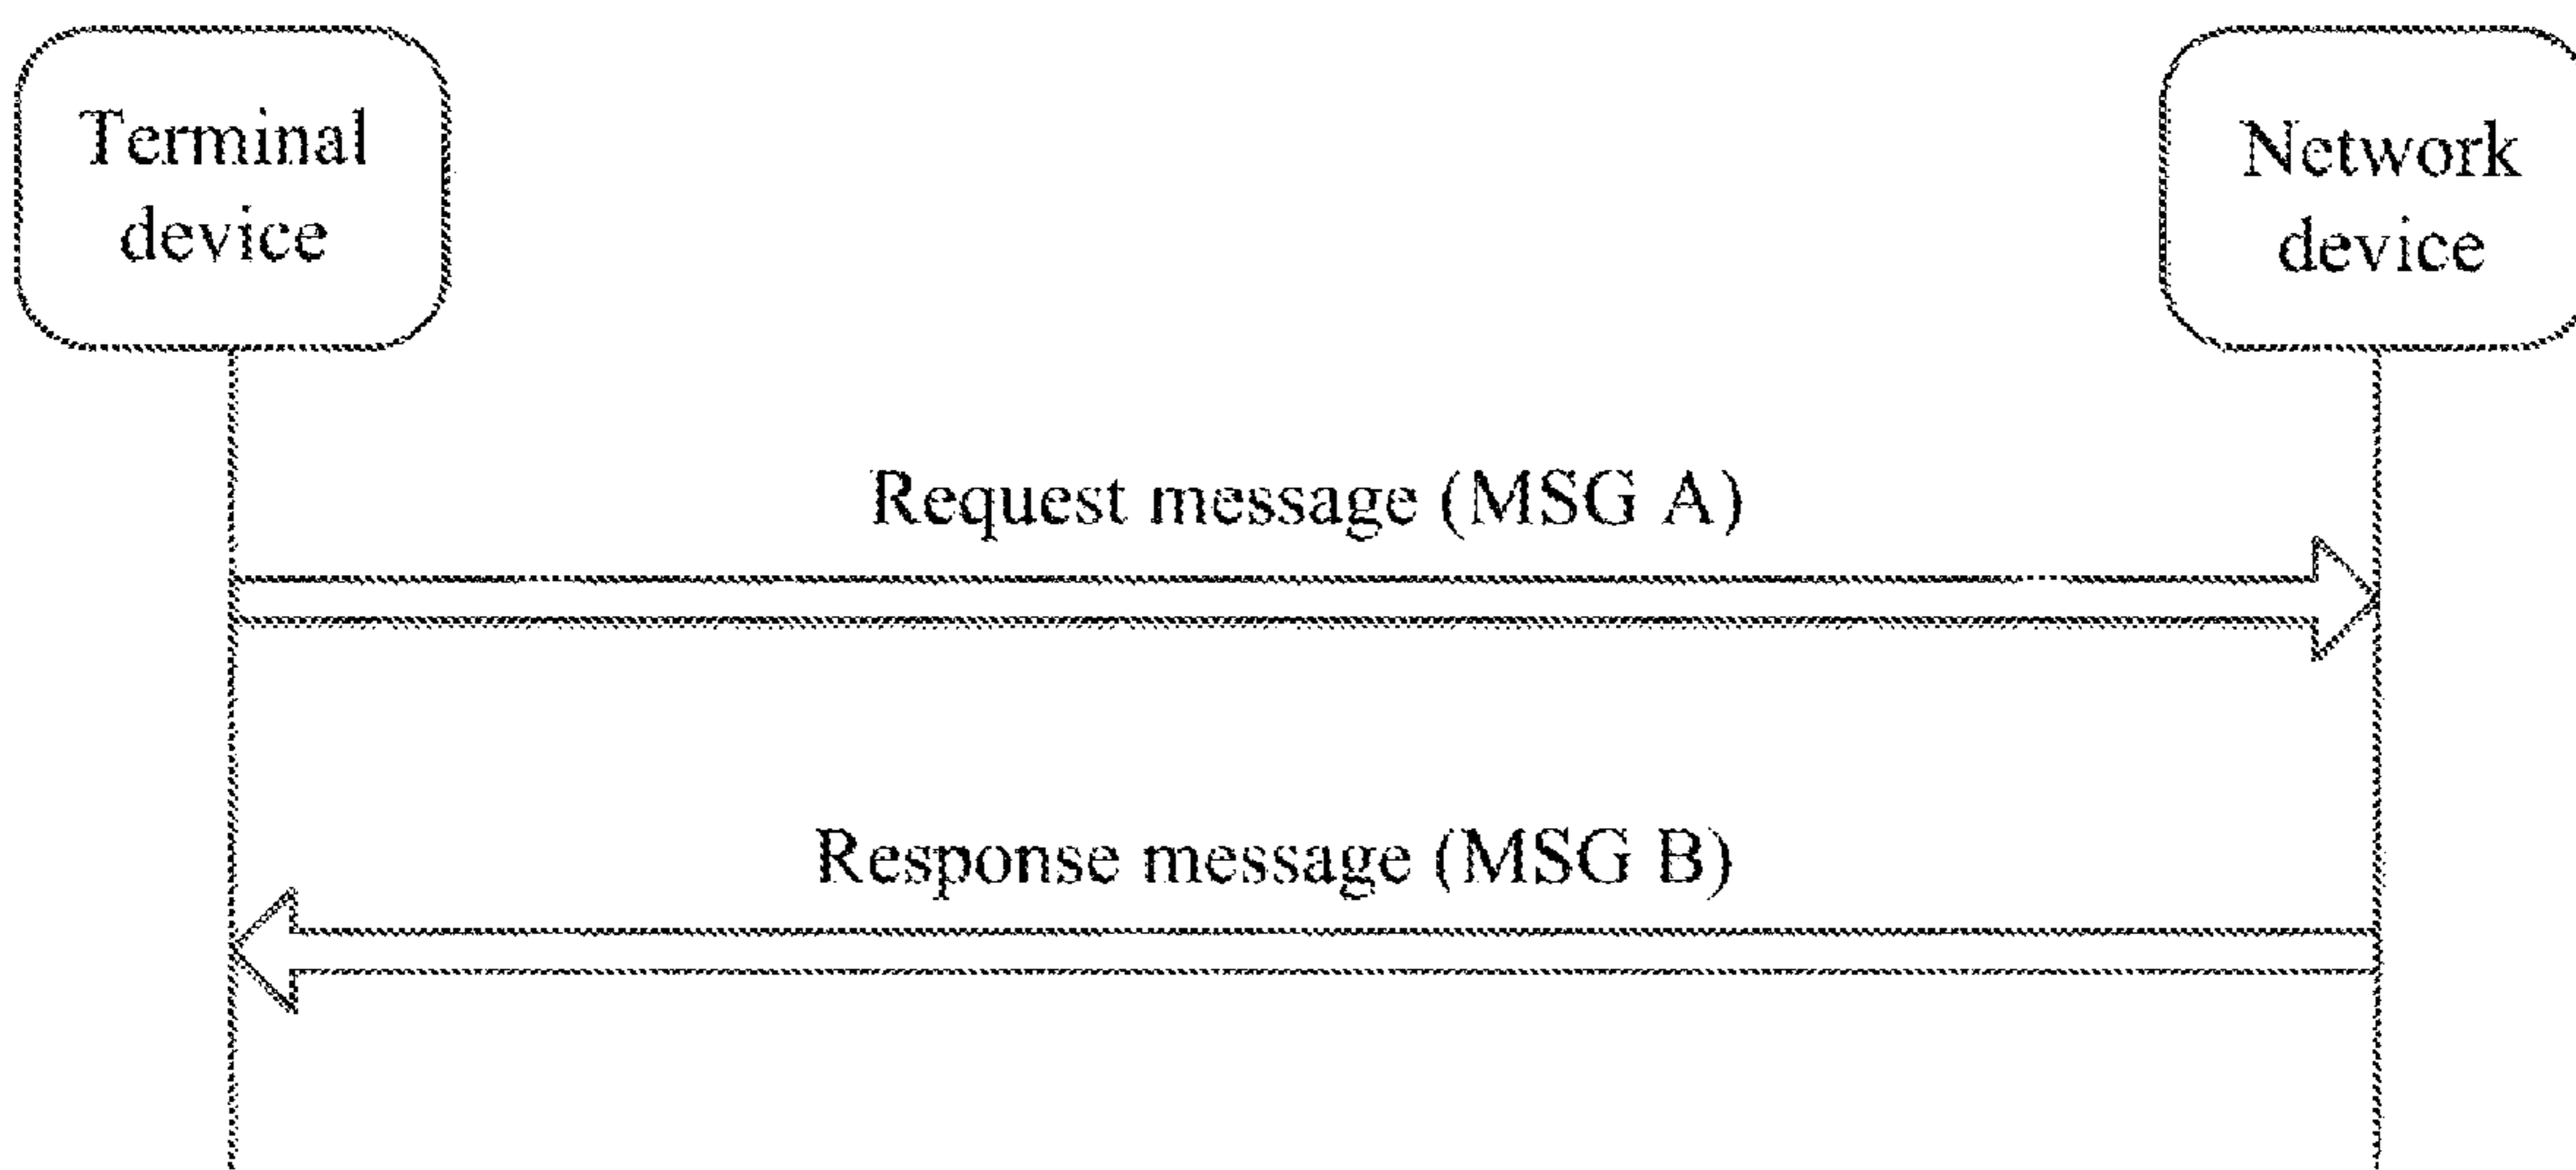 Terminal
device
Network
device
Request message (MSG A)
Response message (MSG B)